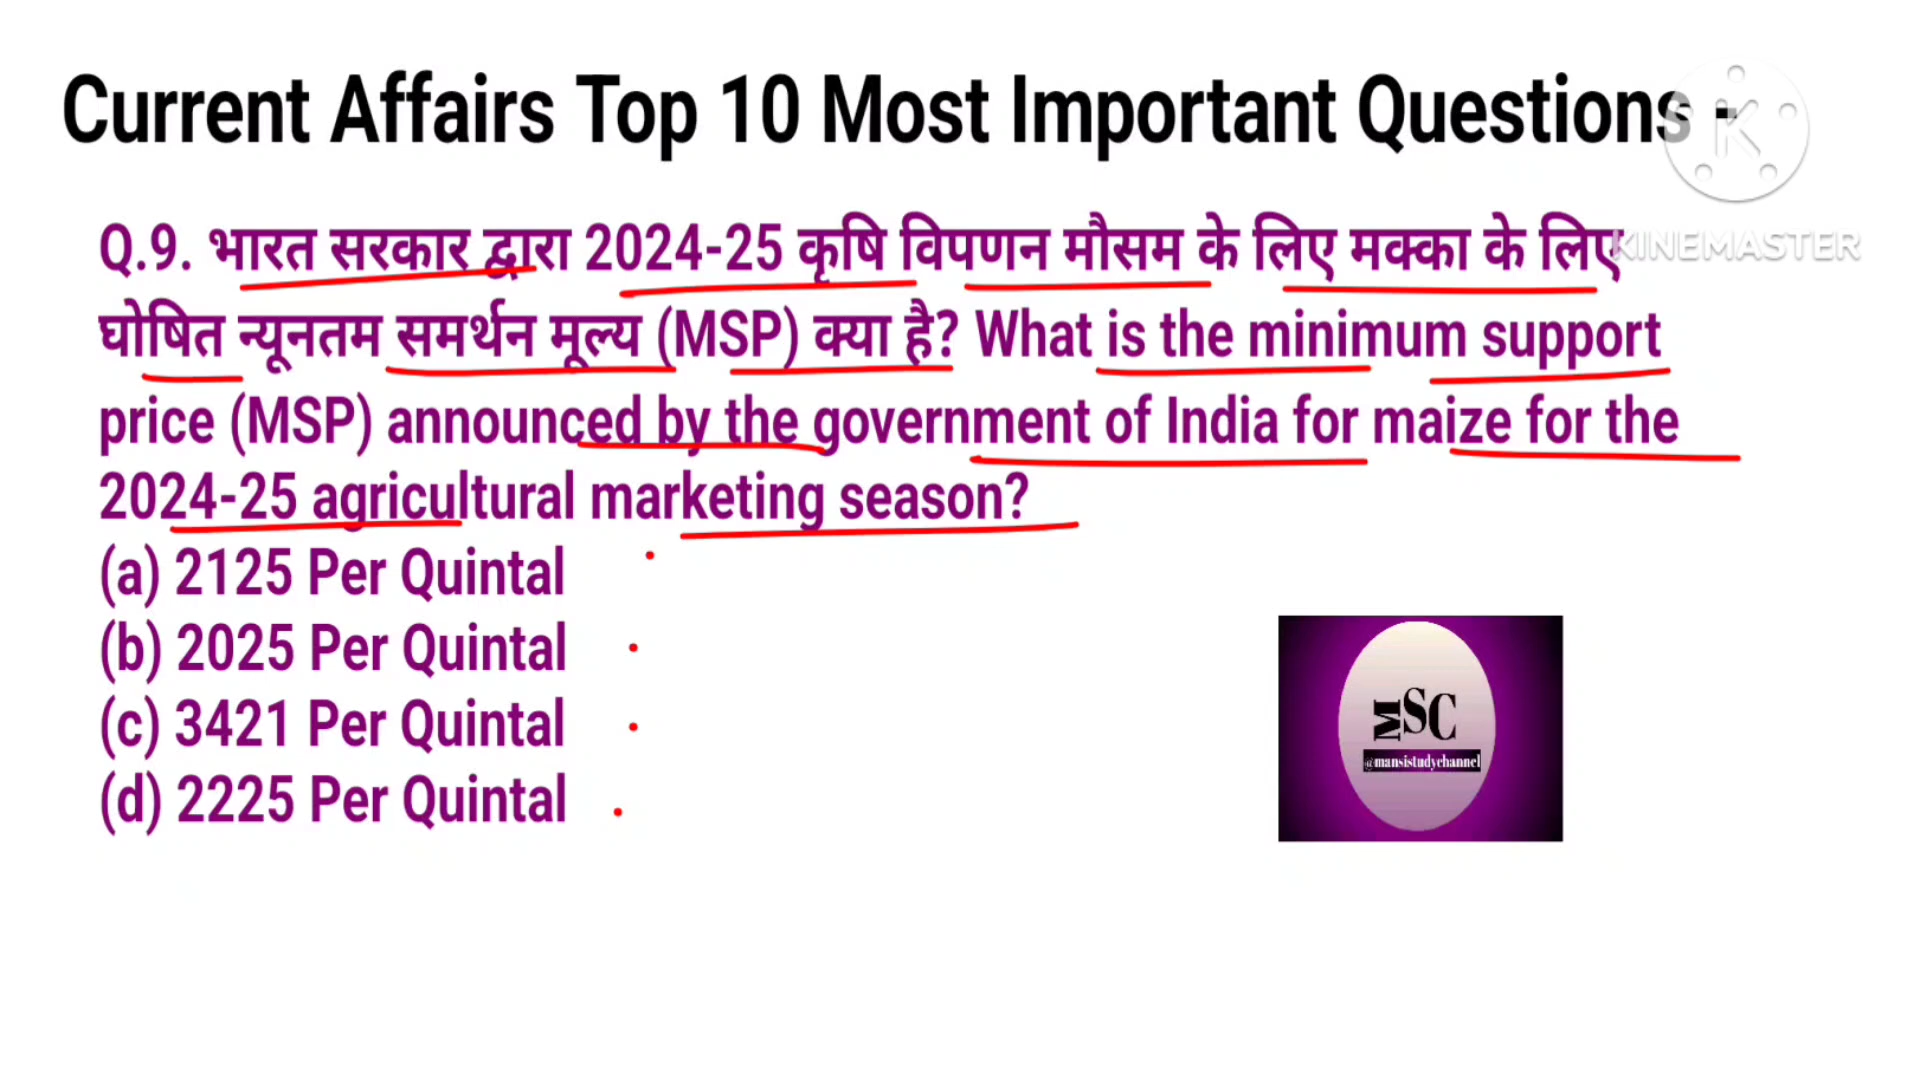 Current Affairs Top 10 Most Important Questions -
KINEMASTER
Q.9. भारत सरकार द्वारा 2024-25 कृषि विपणन मौसम के लिए मक्का के लिए
घोषित न्यूनतम समर्थन मूल्य (MSP) क्या है? What is the minimum support
price (MSP) announced by the government of India for maize for the
2024-25 agricultural marketing season?
(a) 2125 Per Quintal
(b) 2025 Per Quintal
(c) 3421 Per Quintal
(d) 2225 Per Quintal
MSC
@mansistudychannel